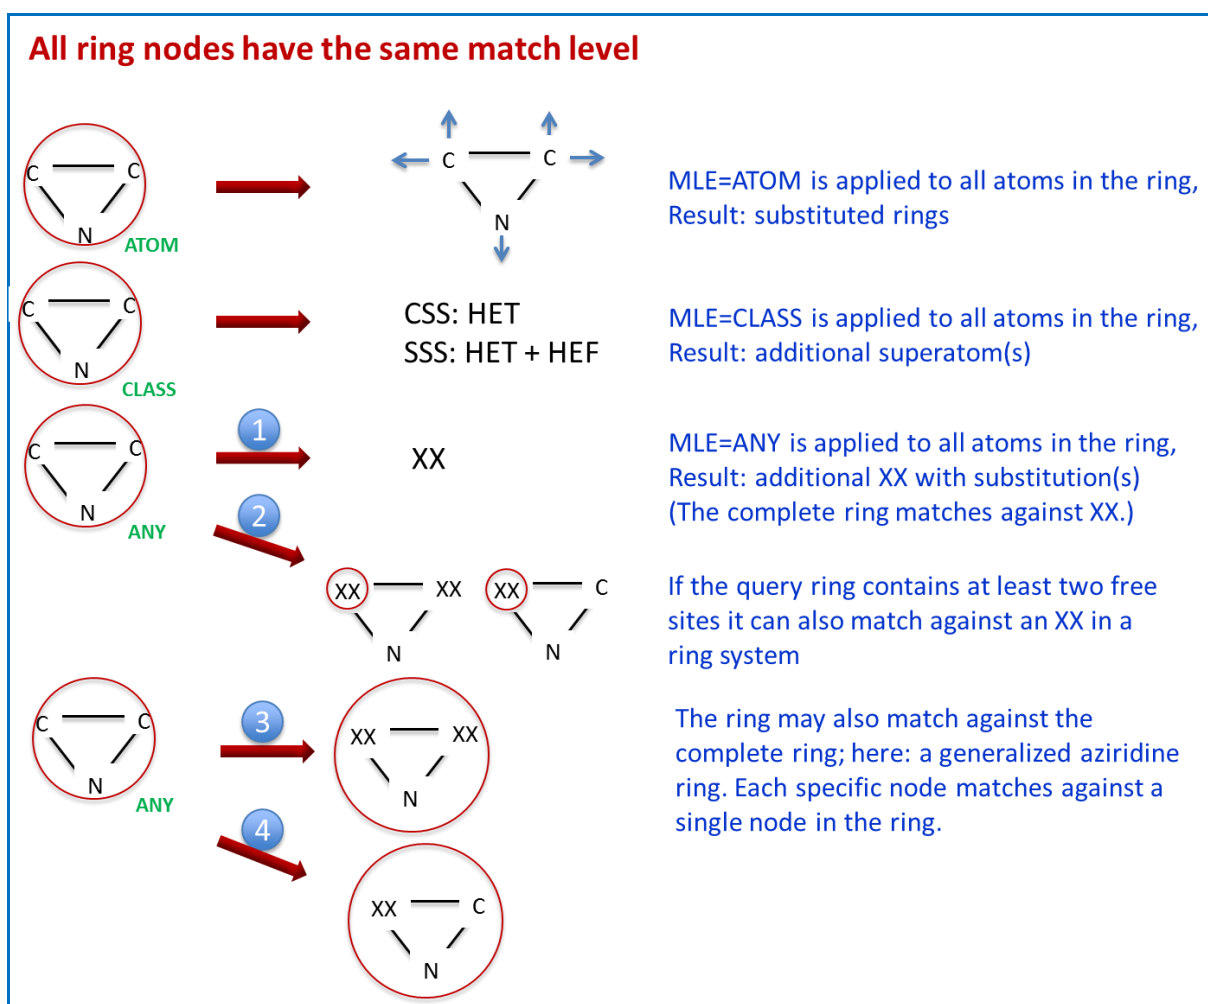 All ring nodes have the same match level
C C
N
ATOM
C C
N
MLE=ATOM is applied to all atoms in the ring,
Result: substituted rings
C C
N
CLASS
CSS: HET
SSS: HET + HEF
MLE=CLASS is applied to all atoms in the ring,
Result: additional superatom(s)
C C
N
ANY
1
XX
2
MLE=ANY is applied to all atoms in the ring,
Result: additional XX with substitution(s)
(The complete ring matches against XX.)
XX XX
N
XX C
N
If the query ring contains at least two free
sites it can also match against an XX in a
ring system
C C
N
ANY
3
XX XX
N
4
XX C
N
The ring may also match against the
complete ring; here: a generalized aziridine
ring. Each specific node matches against a
single node in the ring.